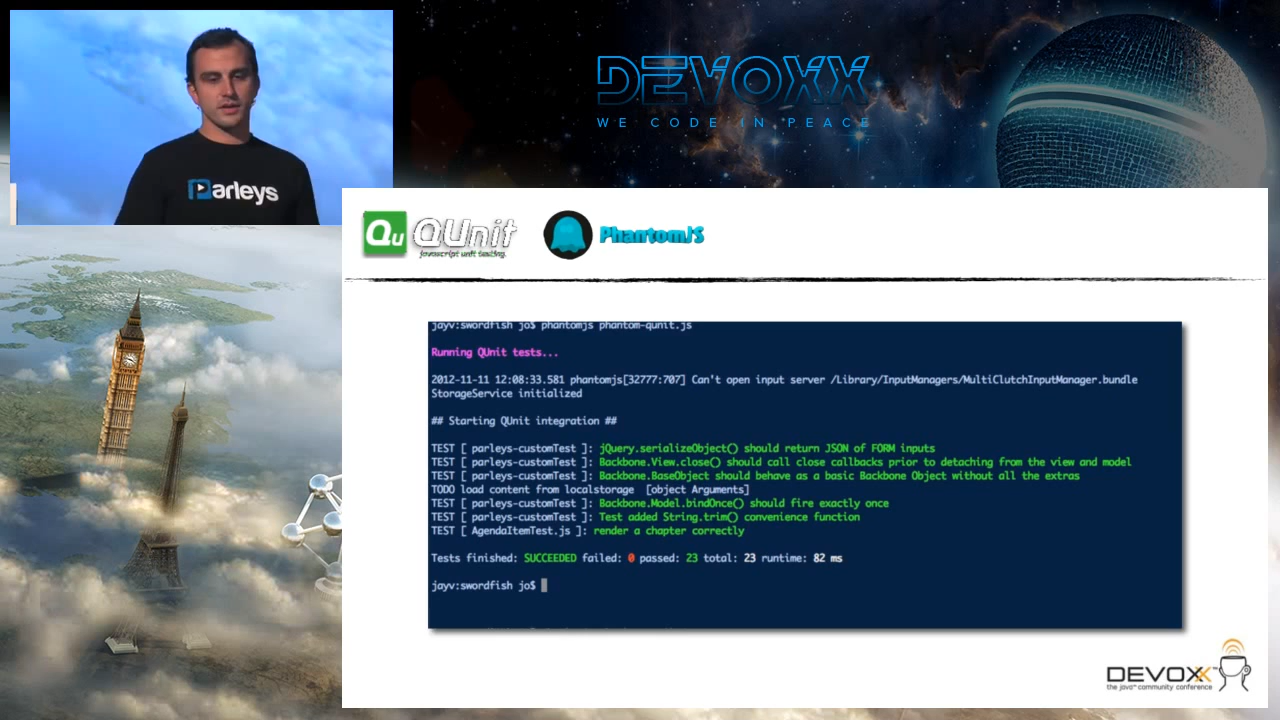 DEVOXX
WE CODE IN PEACE
Parleys
Qu QUnit
javascript unit testing.
PhantomJS
jayv:swordfish jo$ phantomjs phantom-qunit.js
Running QUnit tests...
2012-11-11 12:08:33.581 phantomjs[32777:707] Can't open input server /Library/InputManagers/MultiClutchInputManager.bundle
StorageService initialized
## Starting QUnit integration ##
TEST [ parleys-customTest ]: jQuery.serializeObject() should return JSON of FORM inputs
TEST [ parleys-customTest ]: Backbone.View.close() should call close callbacks prior to detaching from the view and model
TEST [ parleys-customTest ]: Backbone.BaseObject should behave as a basic Backbone Object without all the extras
TODO load content from localstorage [object Arguments]
TEST [ parleys-customTest ]: Backbone.Model.bindOnce() should fire exactly once
TEST [ parleys-customTest ]: Test added String.trim() convenience function
TEST [ AgendaItemTest.js ]: render a chapter correctly
Tests finished: SUCCEEDED failed: 0 passed: 23 total: 23 runtime: 82 ms
jayv:swordfish jo$
DEVOXX™
the java™ community conference